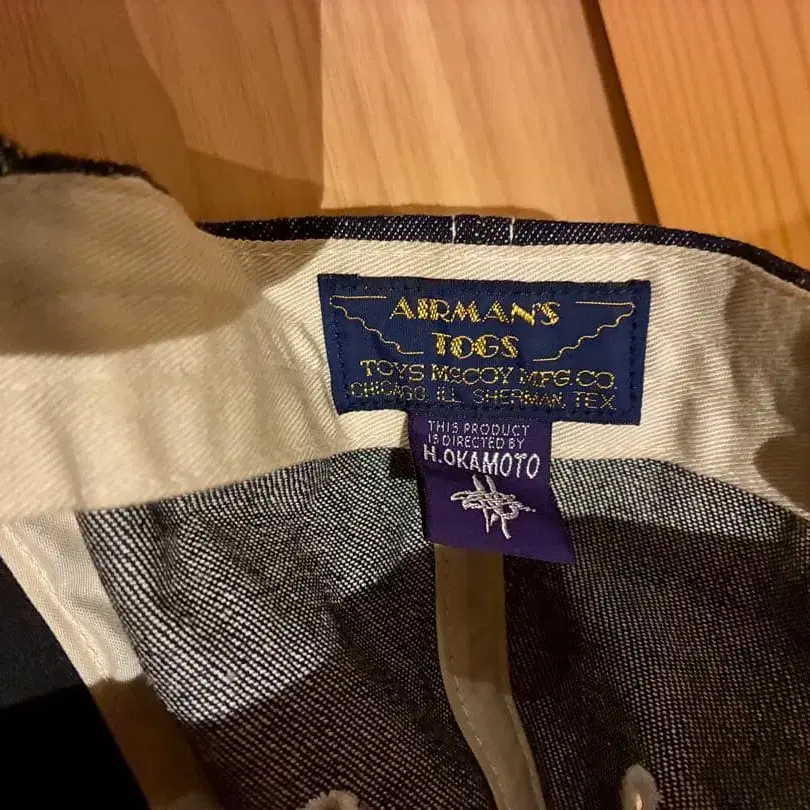 AIRMAN'S
TOGS
TOYS McCOY MFG.CO.
CHICAGO, ILL. SHERMAN, TEX.
THIS PRODUCT
IS DIRECTED BY
H.OKAMOTO